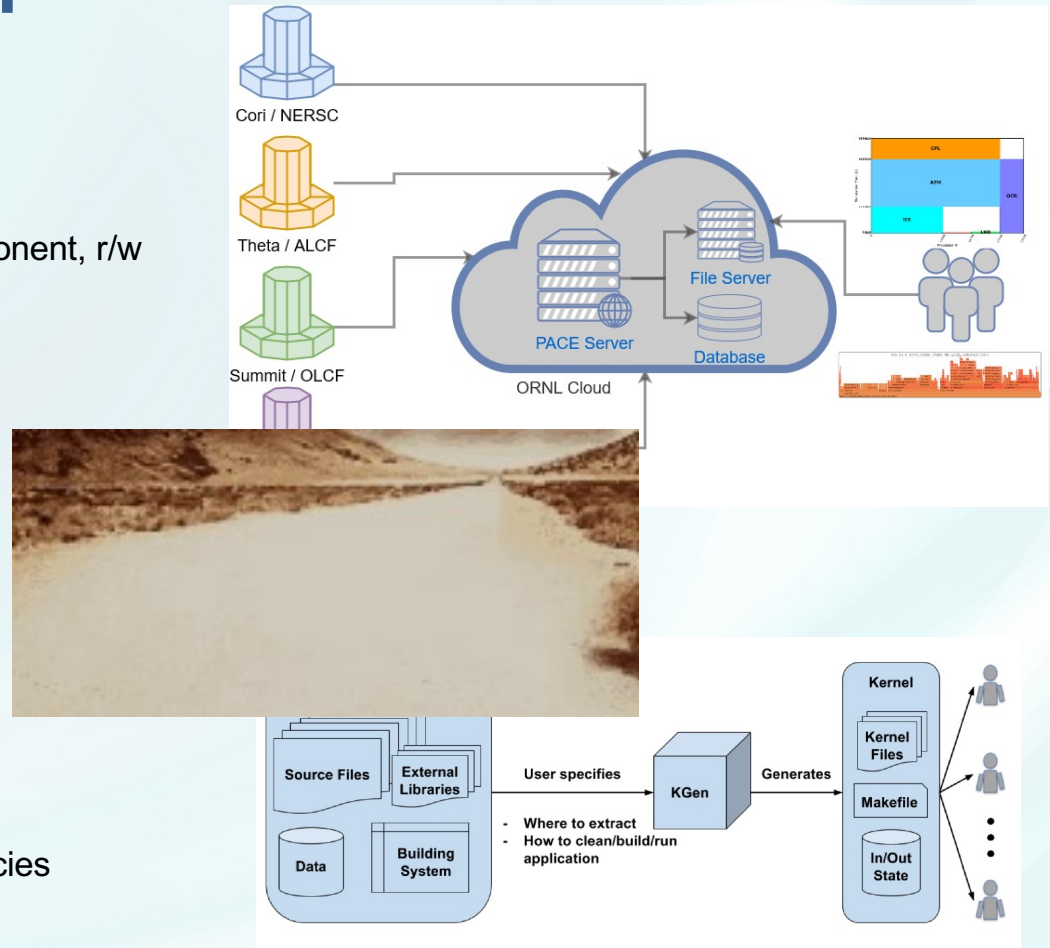 Cori / NERSC
Theta / ALCF
onent, r/w
Summit / OLCF
File Server
PACE Server
Database
ORNL Cloud
CPL
ATM
OCN
ICE
LND
Kernel
Kernel
Files
Source Files
External
Libraries
User specifies
KGen
Generates
Makefile
- Where to extract
- How to clean/build/run
application
Data
Building
System
In/Out
State
cies